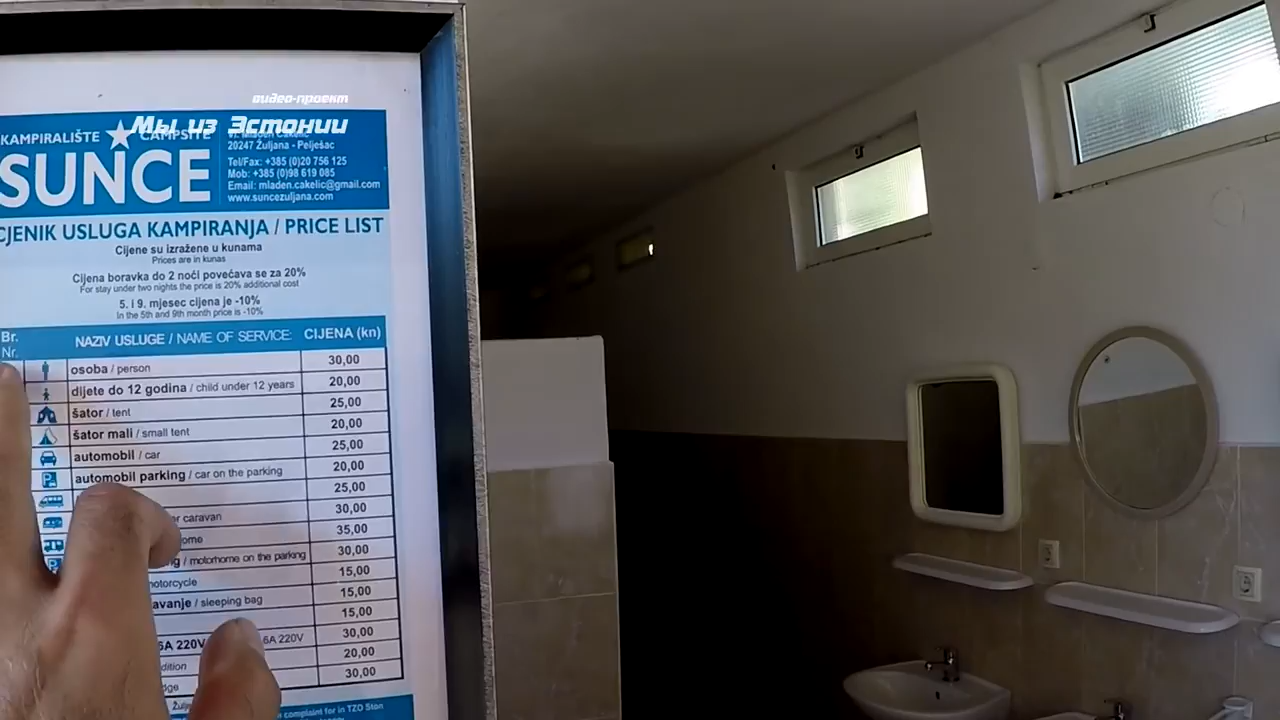 видео-проект
Мы из Эстонии
KAMPIRALIŠTE CAMPSITE
SUNCE
20247 Žuljana - Pelješac
Tel/Fax: +385 (0)20 756 125
Mob: +385 (0)98 619 085
Email: mladen.cakelic@gmail.com
www.suncezuljana.com
CJENIK USLUGA KAMPIRANJA / PRICE LIST
Cijene su izražene u kunama
Prices are in kunas
Cijena boravka do 2 noći povećava se za 20%
For stay under two nights the price is 20% additional cost
5. i 9. mjesec cijena je -10%
In the 5th and 9th month price is -10%
Br.
Nr.
NAZIV USLUGE / NAME OF SERVICE: CIJENA (kn)
osoba / person 30,00
dijete do 12 godina / child under 12 years 20,00
šator / tent 25,00
šator mali / small tent 20,00
automobil / car 25,00
automobil parking / car on the parking 20,00
25,00
caravan 30,00
35,00
/ motorhome on the parking 30,00
motorcycle 15,00
/ sleeping bag 15,00
15,00
6A 220V 6A 220V 30,00
20,00
30,00
complaint for in TZO Ston